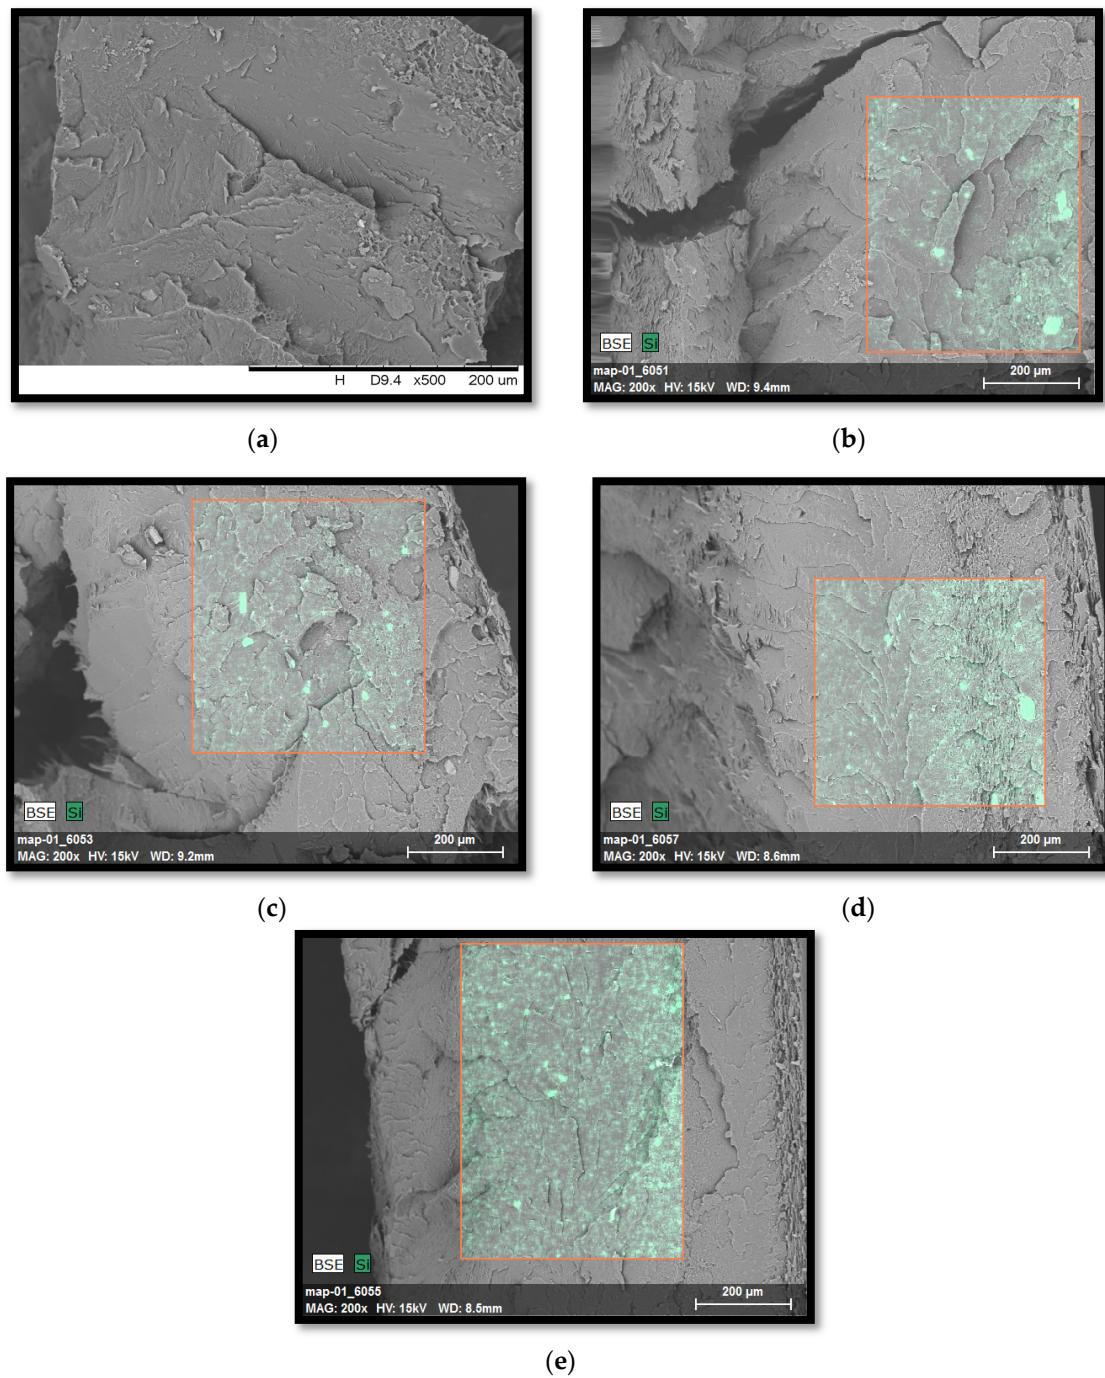 H D9.4 x500 200 um
(a)
BSE Si
map-01_6051
MAG: 200x HV: 15kV WD: 9.4mm
200 µm
(b)
BSE Si
map-01_6053
MAG: 200x HV: 15kV WD: 9.2mm
200 µm
(c)
BSE Si
map-01_6057
MAG: 200x HV: 15kV WD: 8.6mm
200 µm
(d)
BSE Si
map-01_6055
MAG: 200x HV: 15kV WD: 8.5mm
200 µm
(e)